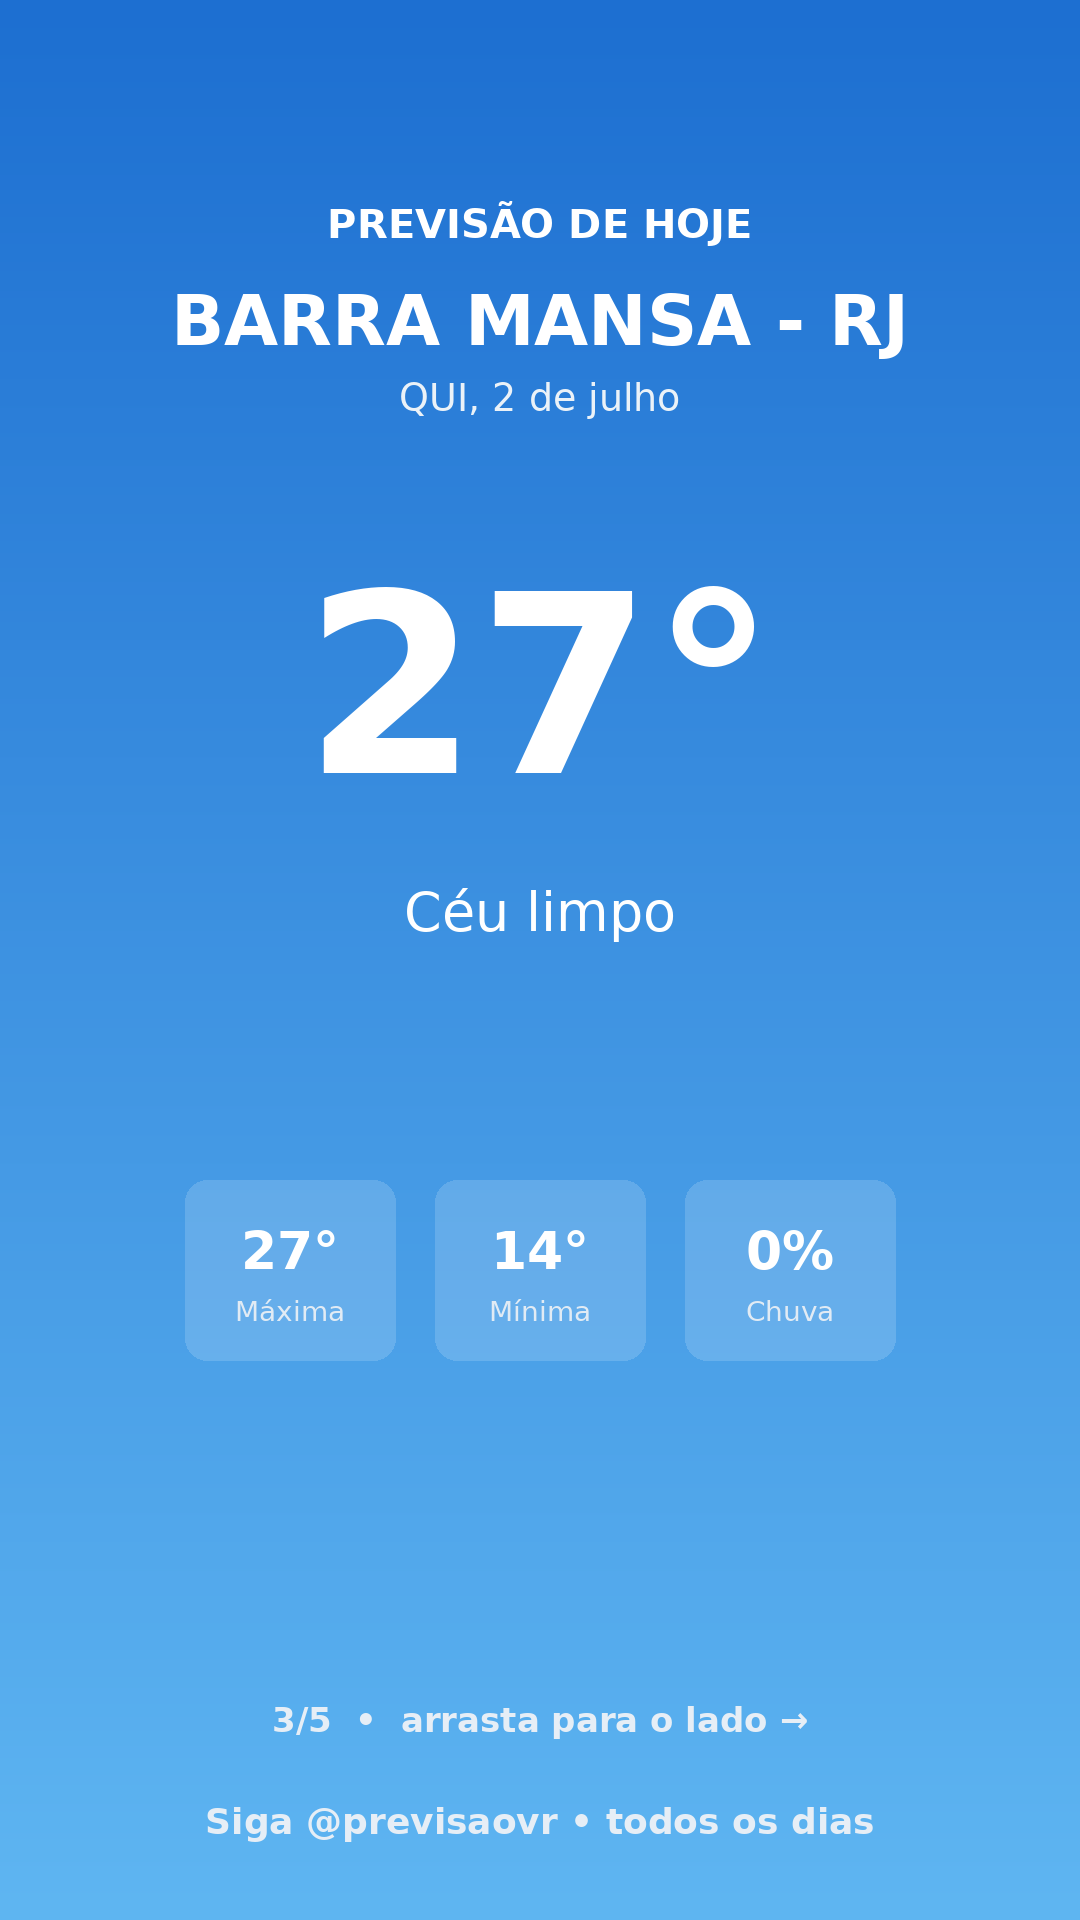 PREVISÃO DE HOJE
BARRA MANSA - RJ
QUI, 2 de julho
27°
Céu limpo
27° 14° 0%
Máxima Mínima Chuva
3/5 • arrasta para o lado →
Siga @previsaovr • todos os dias